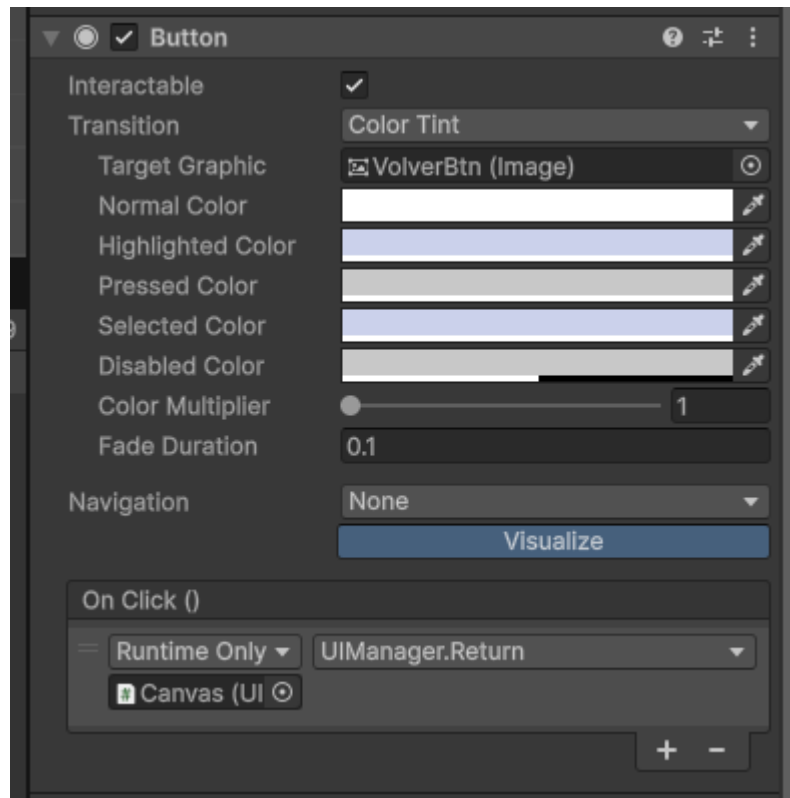 Button
Interactable
Transition Color Tint
Target Graphic VolverBtn (Image)
Normal Color
Highlighted Color
Pressed Color
Selected Color
Disabled Color
Color Multiplier 1
Fade Duration 0.1
Navigation None
Visualize
On Click ()
Runtime Only UIManager.Return
Canvas (UI